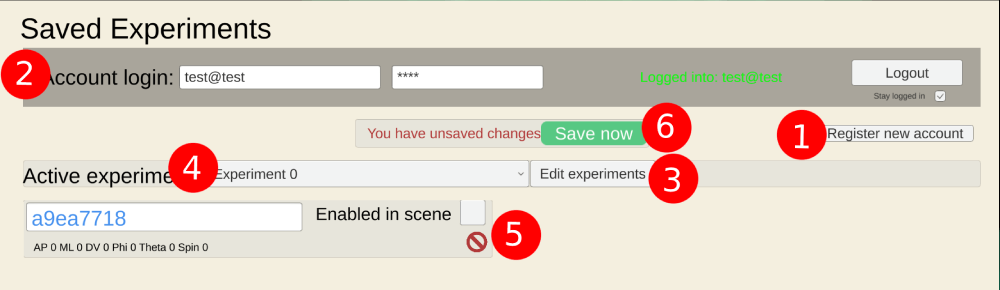 Saved Experiments
2
Account login: test@test **** Logged into: test@test Logout
Stay logged in
You have unsaved changes Save now 6
1 Register new account
Active experime 4 Experiment 0 Edit experiments 3
a9ea7718 Enabled in scene
5
AP 0 ML 0 DV 0 Phi 0 Theta 0 Spin 0